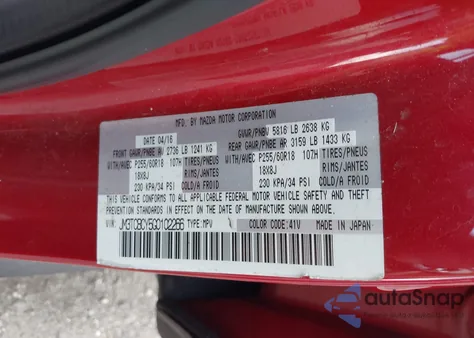 MFD. BY MAZDA MOTOR CORPORATION
DATE 04/16 GVWR/PNBV 5816 LB 2638 KG
FRONT GAWR/PNBE AV 2736 LB 1241 KG REAR GAWR/PNBE AR 3159 LB 1433 KG
WITH/AVEC P255/60R18 107H TIRES/PNEUS WITH/AVEC P255/60R18 107H TIRES/PNEUS
18X8J RIMS/JANTES 18X8J RIMS/JANTES
230 KPA/34 PSI COLD/A FROID 230 KPA/34 PSI COLD/A FROID
THIS VEHICLE CONFORMS TO ALL APPLICABLE FEDERAL MOTOR VEHICLE SAFETY AND THEFT
PREVENTION STANDARDS IN EFFECT ON THE DATE OF MANUFACTURE SHOWN ABOVE.
VIN: TYPE: MPV COLOR CODE: 41V MADE IN JAPAN
autoSnap